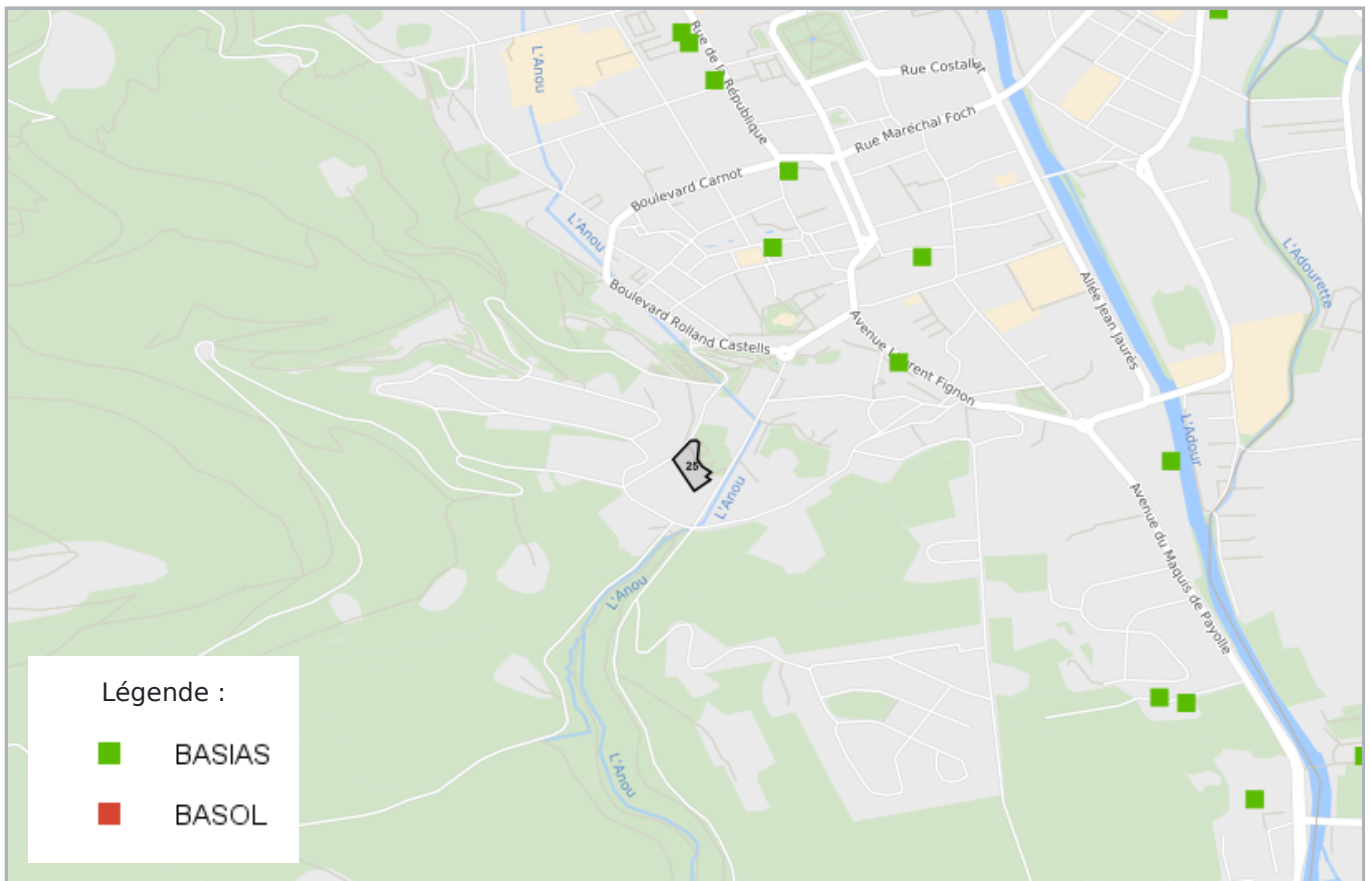 L'Anou
Rue de la République
Rue Costallat
Rue Maréchal Foch
Boulevard Carnot
L'Anou
Boulevard Rolland Castells
Allée Jean Jaurès
L'Adourette
Avenue Laurent Fignon
25
L'Adour
L'Anou
Avenue du Maquis de Payolle
L'Anou
L'Anou
Légende :
BASIAS
BASOL